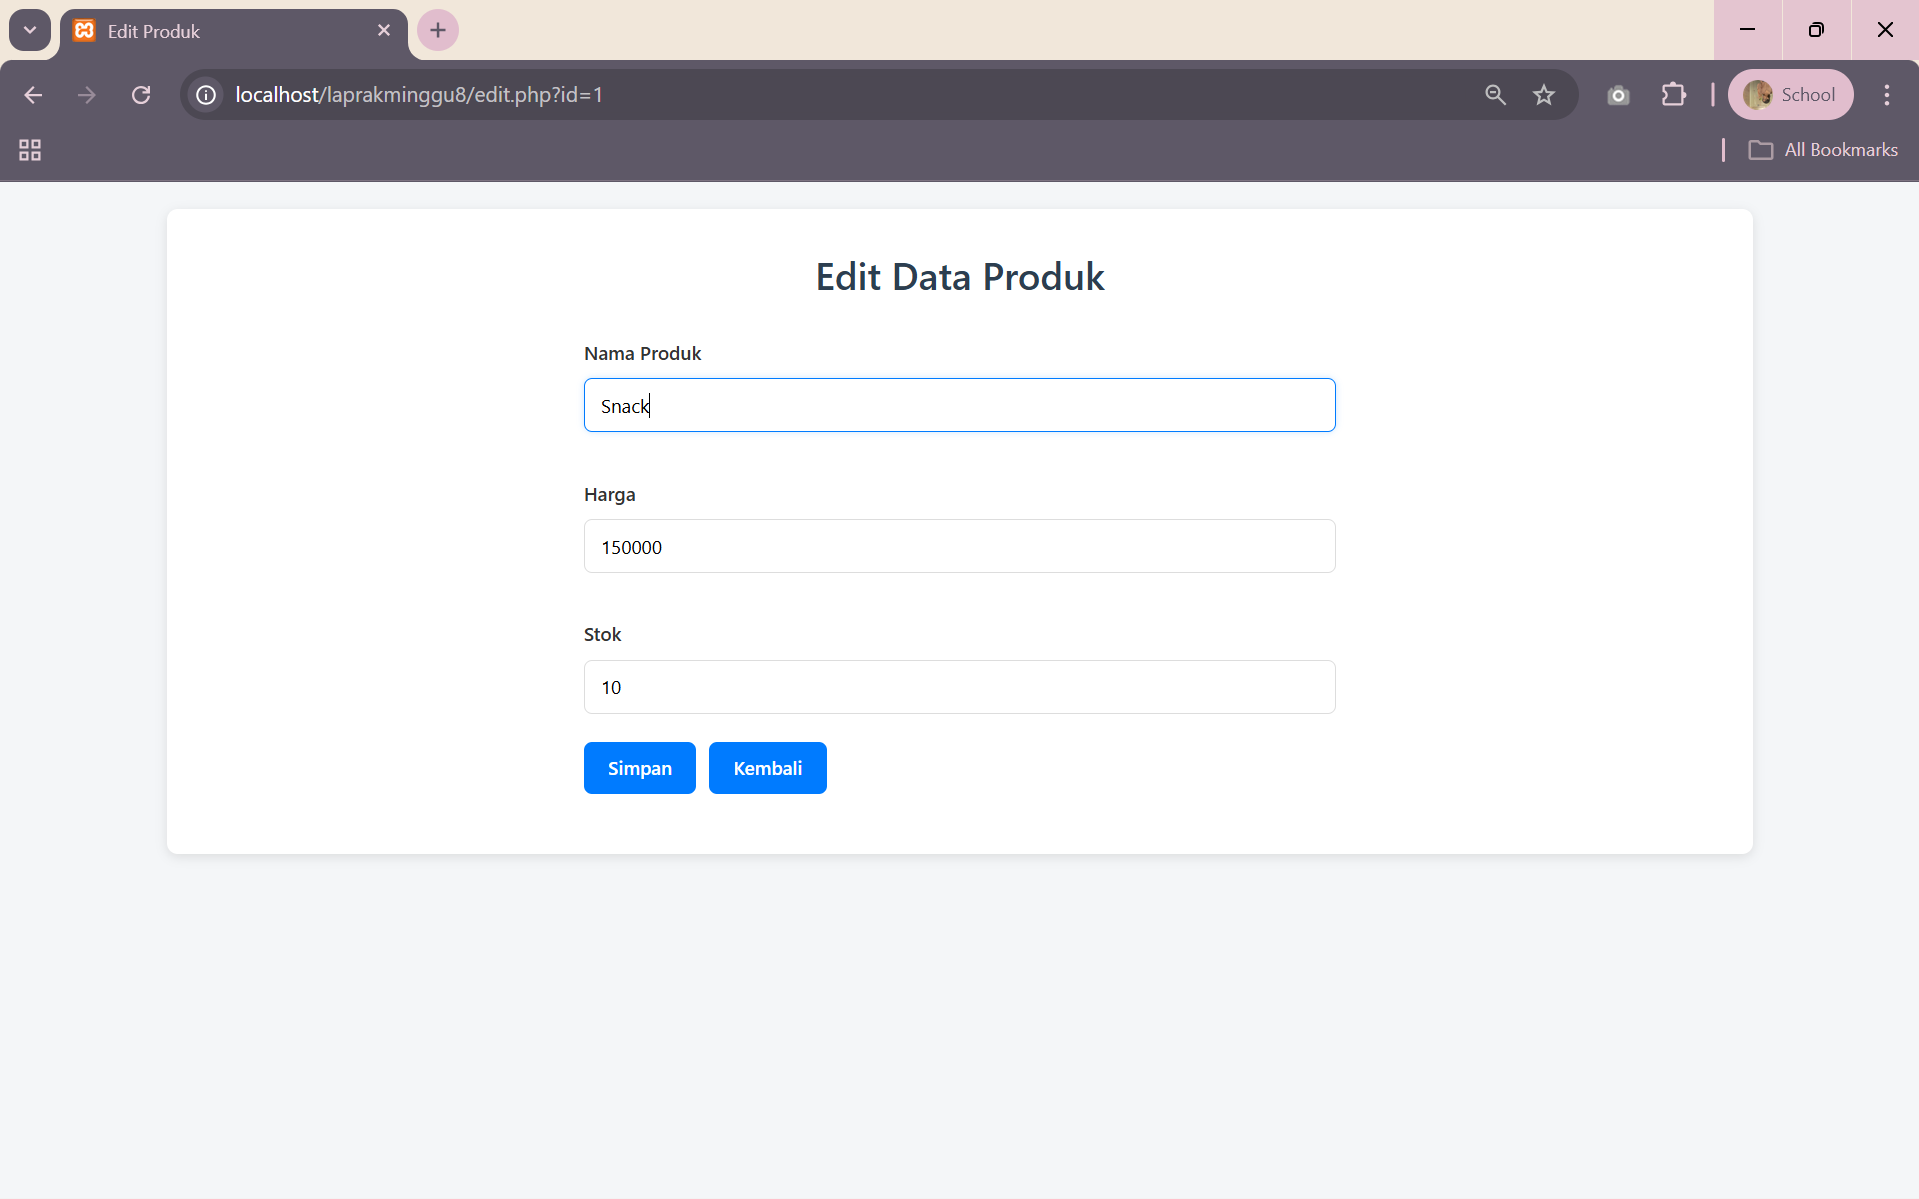 Edit Produk
localhost/laprakminggu8/edit.php?id=1
School
All Bookmarks
Edit Data Produk
Nama Produk
Snack
Harga
150000
Stok
10
Simpan
Kembali